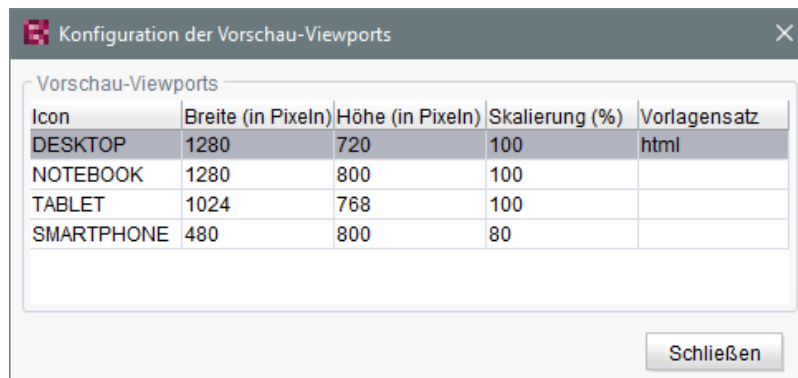 Konfiguration der Vorschau-Viewports
Vorschau-Viewports
Icon Breite (in Pixeln) Höhe (in Pixeln) Skalierung (%) Vorlagensatz
DESKTOP 1280 720 100 html
NOTEBOOK 1280 800 100
TABLET 1024 768 100
SMARTPHONE 480 800 80
Schließen